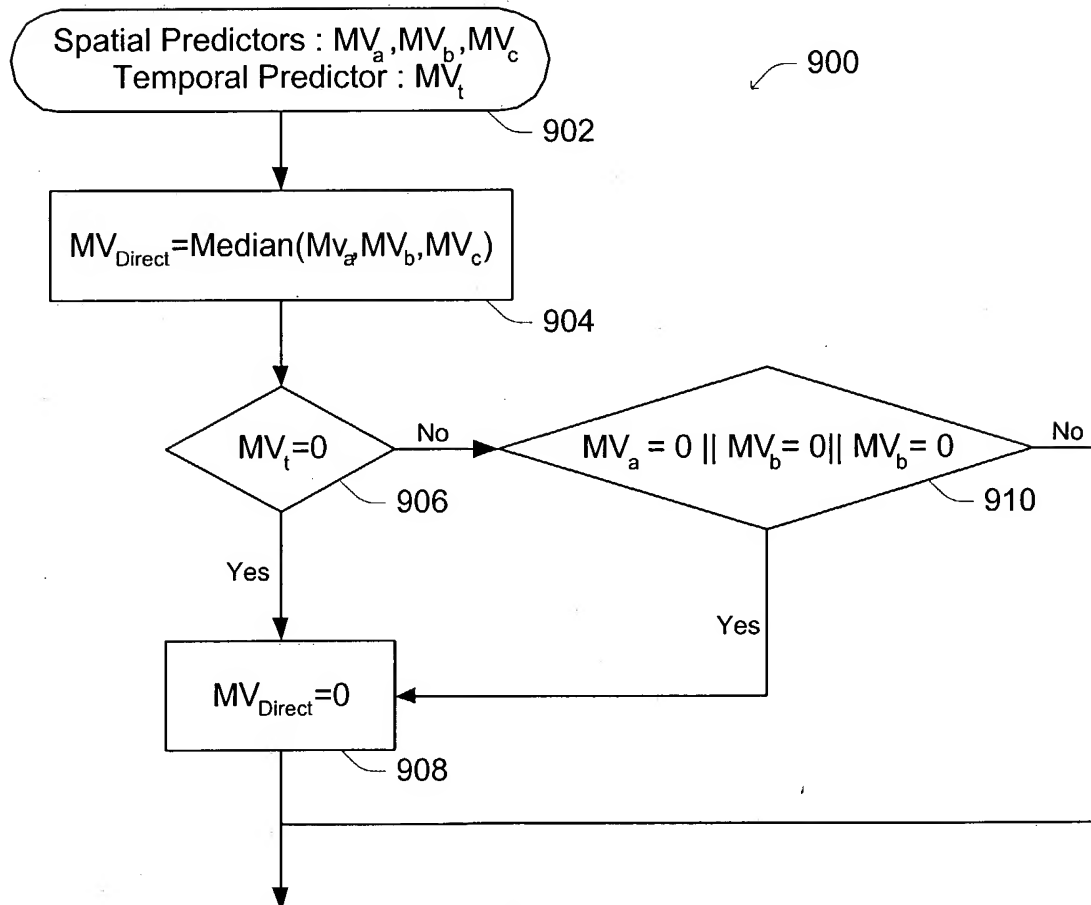 Spatial Predictors : MVa,MVb,MVc
Temporal Predictor : MVt
900
902
MVDirect=Median(Mva,MVb,MVc)
904
MVt=0
No
906
MVa = 0 || MVb= 0|| MVb= 0
No
910
Yes
Yes
MVDirect=0
908